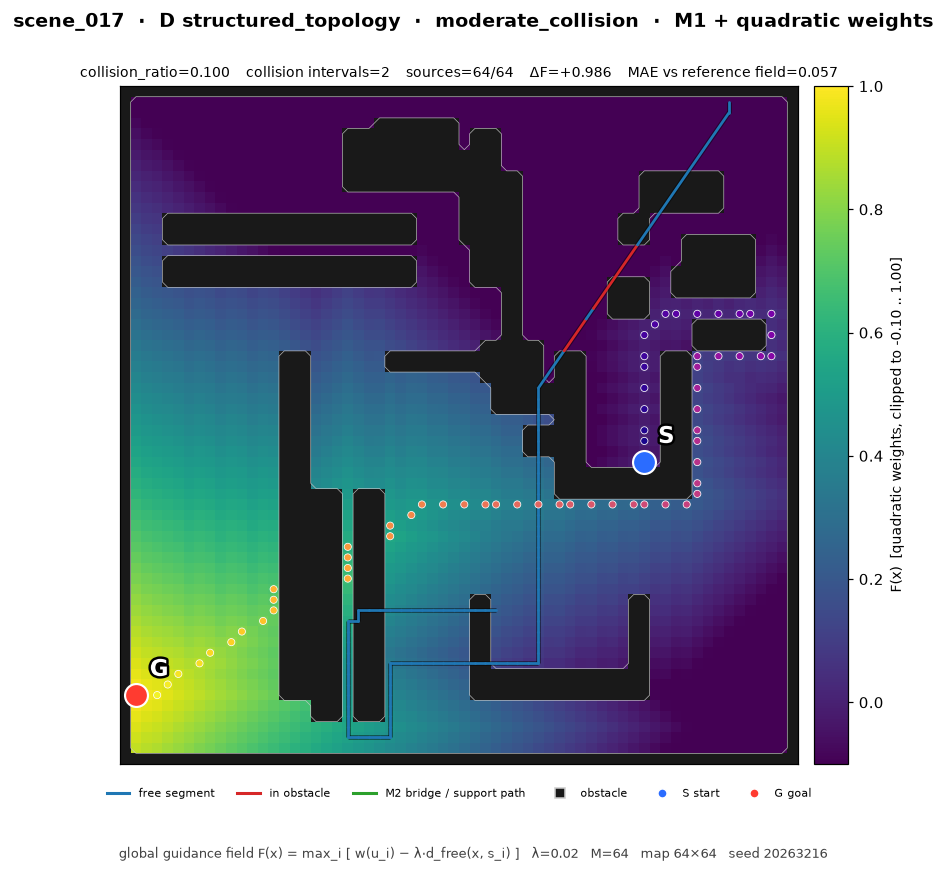 scene_017 · D structured_topology · moderate_collision · M1 + quadratic weights
collision_ratio=0.100 collision intervals=2 sources=64/64 ΔF=+0.986 MAE vs reference field=0.057
1.0
0.8
0.6
0.4
0.2
0.0
F(x) [quadratic weights, clipped to -0.10 .. 1.00]
S
G
free segment
in obstacle
M2 bridge / support path
obstacle
S start
G goal
global guidance field F(x) = max_i [ w(u_i) − λ·d_free(x, s_i) ] λ=0.02 M=64 map 64×64 seed 20263216